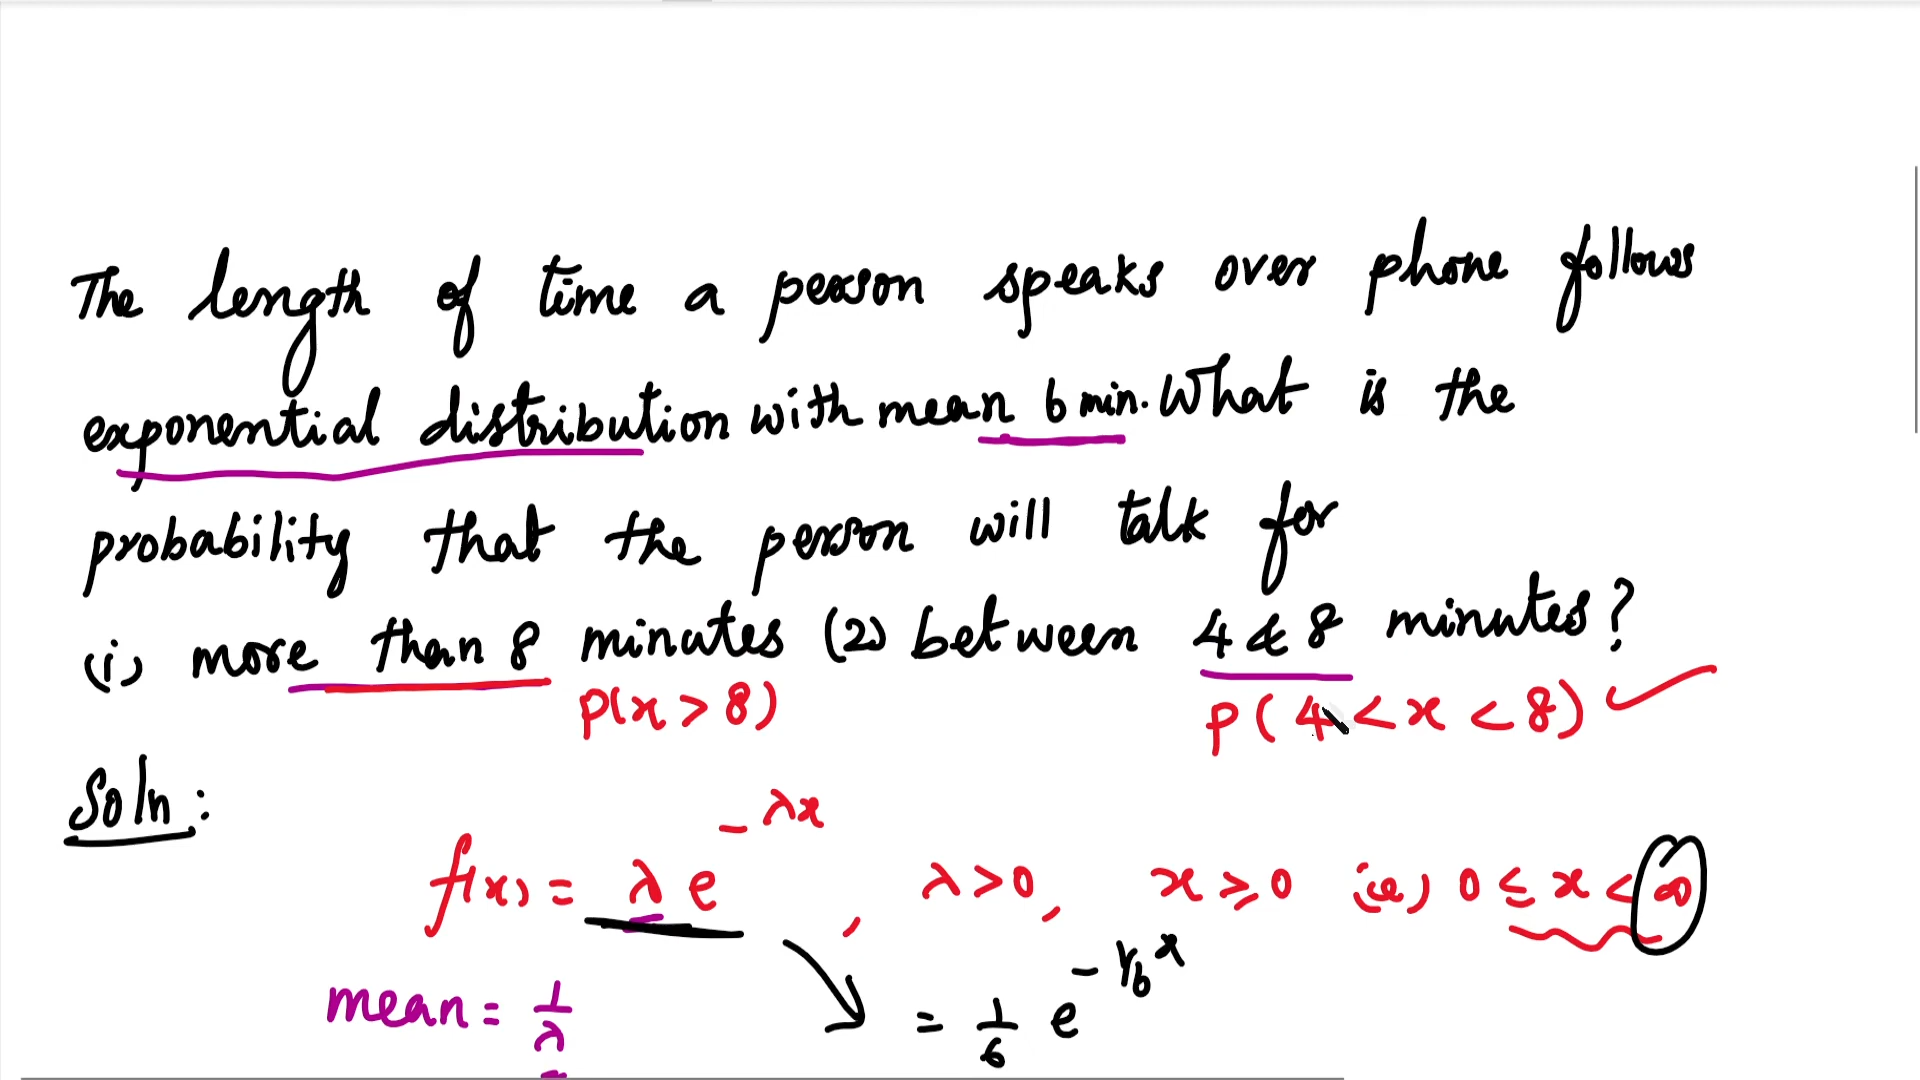 The length of time a person speaks over phone follows
exponential distribution with mean 6 min. What is the
probability that the person will talk for
(i) more than 8 minutes (2) between 4 & 8 minutes?
P(x > 8) P( 4 < x < 8)
Soln:
f(x) = λ e^-λx , λ>0, x ≥ 0 (ie) 0 ≤ x < ∞
mean = 1/λ = 1/6 e^-1/6 x